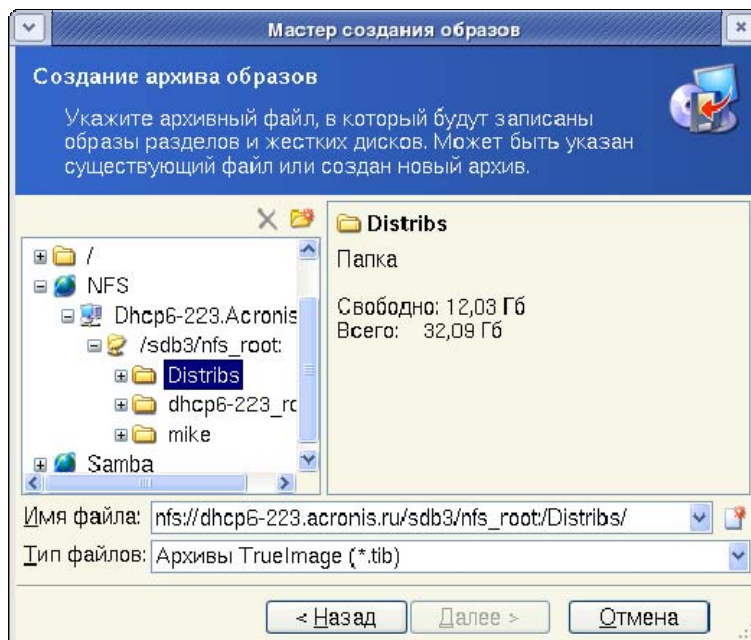 Мастер создания образов
Создание архива образов
Укажите архивный файл, в который будут записаны
образы разделов и жестких дисков. Может быть указан
существующий файл или создан новый архив.
/
NFS
Dhcp6-223.Acronis
/sdb3/nfs_root:
Distribs
dhcp6-223_rc
mike
Samba
Distribs
Папка
Свободно: 12,03 Гб
Всего: 32,09 Гб
Имя файла: nfs://dhcp6-223.acronis.ru/sdb3/nfs_root:/Distribs/
Тип файлов: Архивы TrueImage (*.tib)
< Назад Далее > Отмена